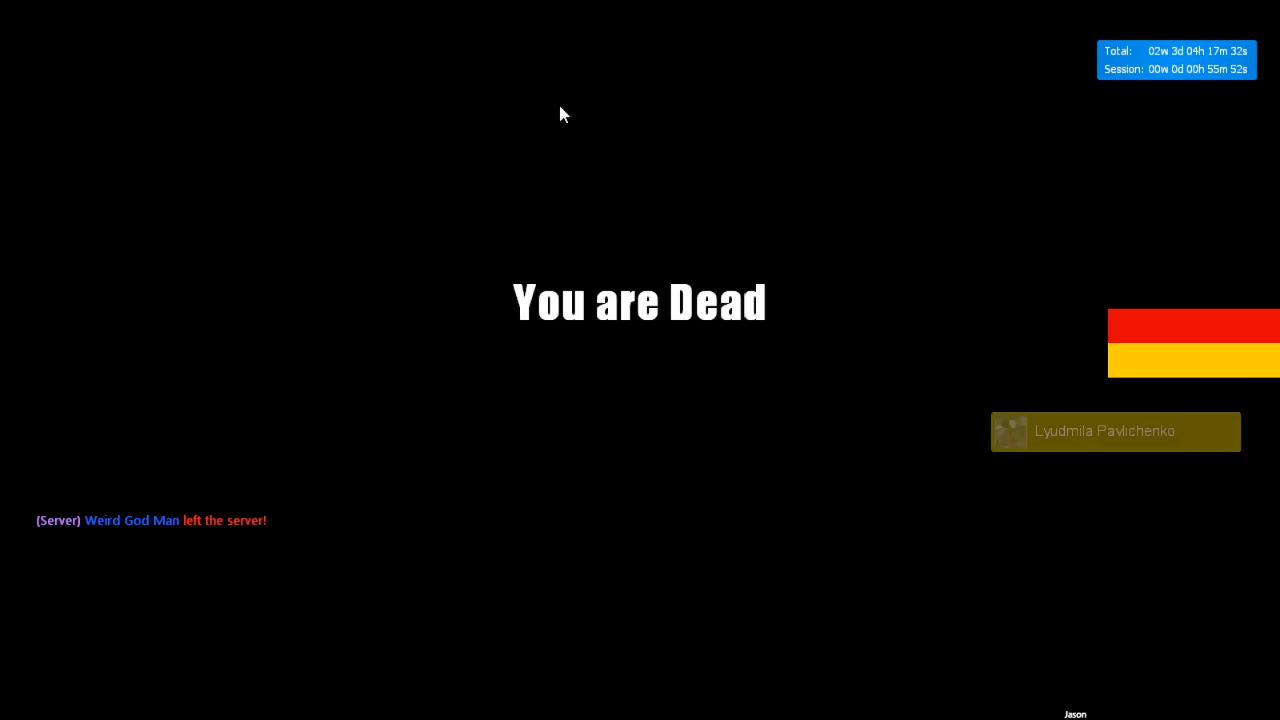 Total: 02w 3d 04h 17m 32s
Session: 00w 0d 00h 55m 52s
You are Dead
Lyudmila Pavlichenko
(Server) Weird God Man left the server!
Jason